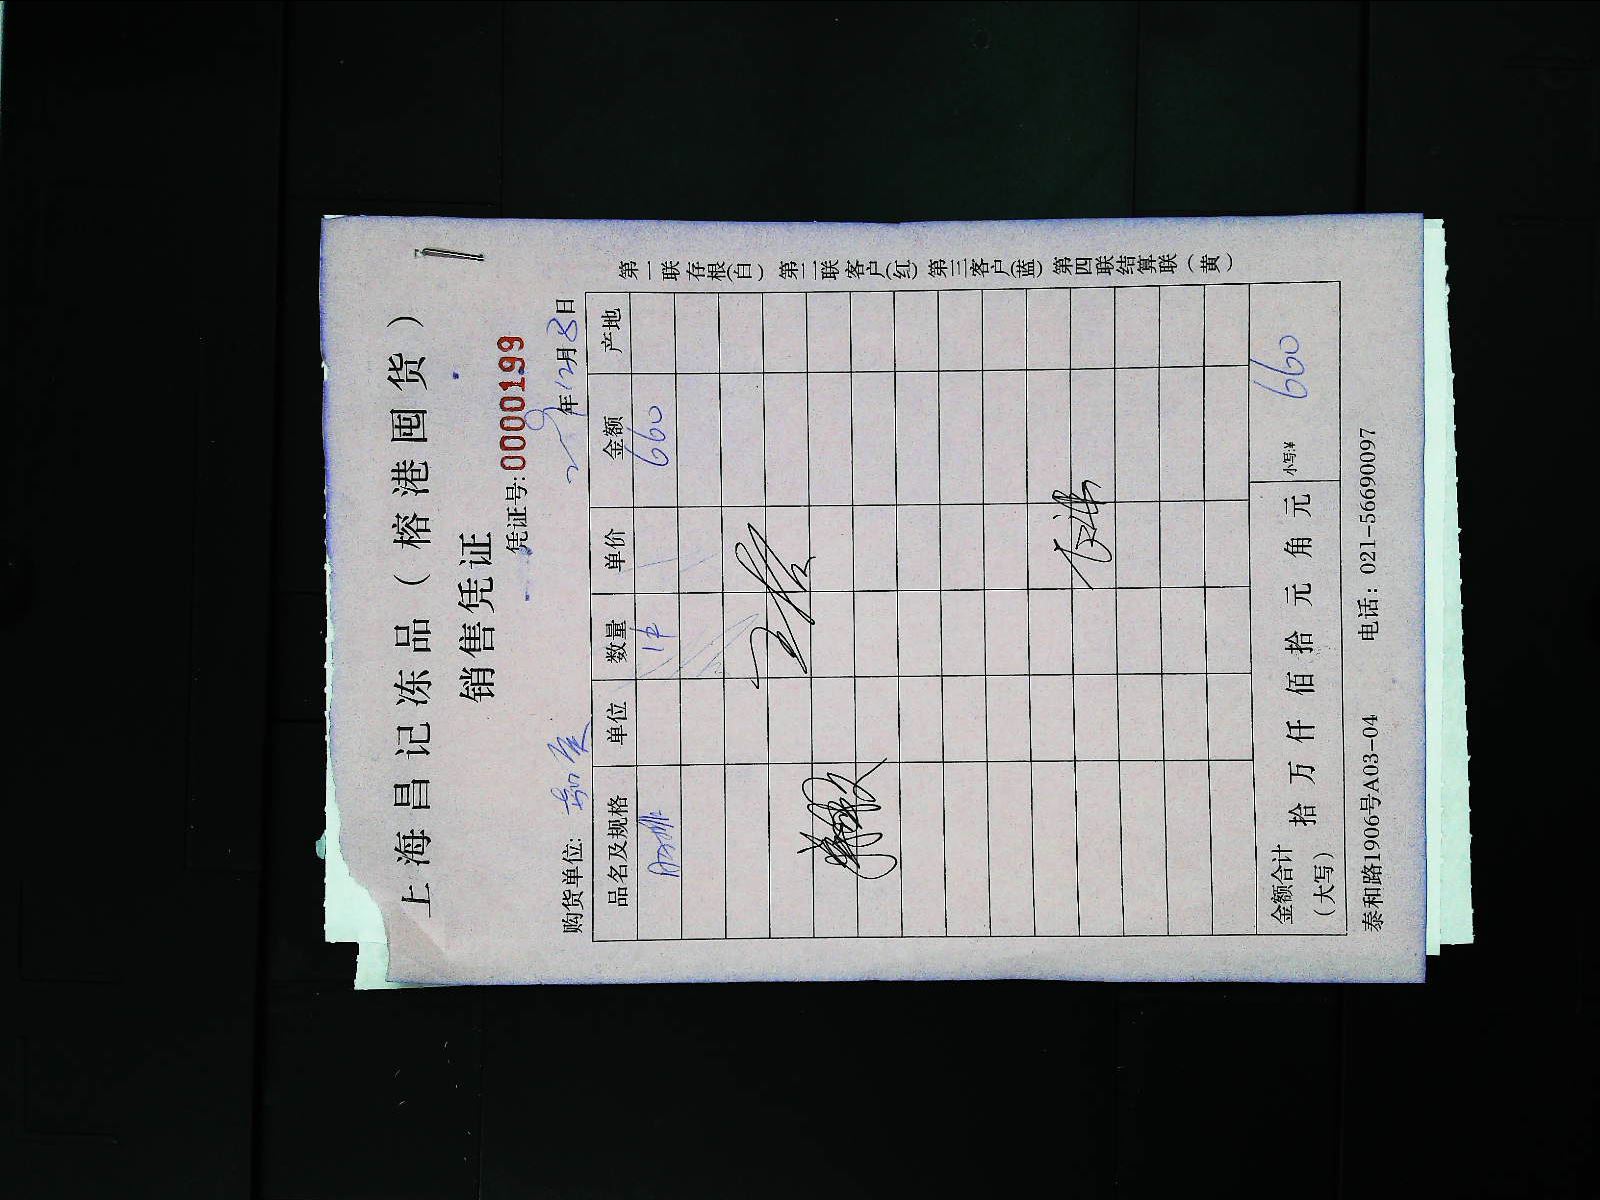 上海昌记冻品（榕港囤货）
销售凭证
凭证号: 0000199
年12月8日
购货单位:
品名及规格 单位 数量 单价 金额 产地
1件 660
金额合计（大写） 拾 万 仟 佰 拾 元 角 元 小写:¥ 660
泰和路1906号A03-04 电话：021-56690097
第一联存根(白) 第二联客户(红) 第三客户(蓝) 第四联结算联（黄）